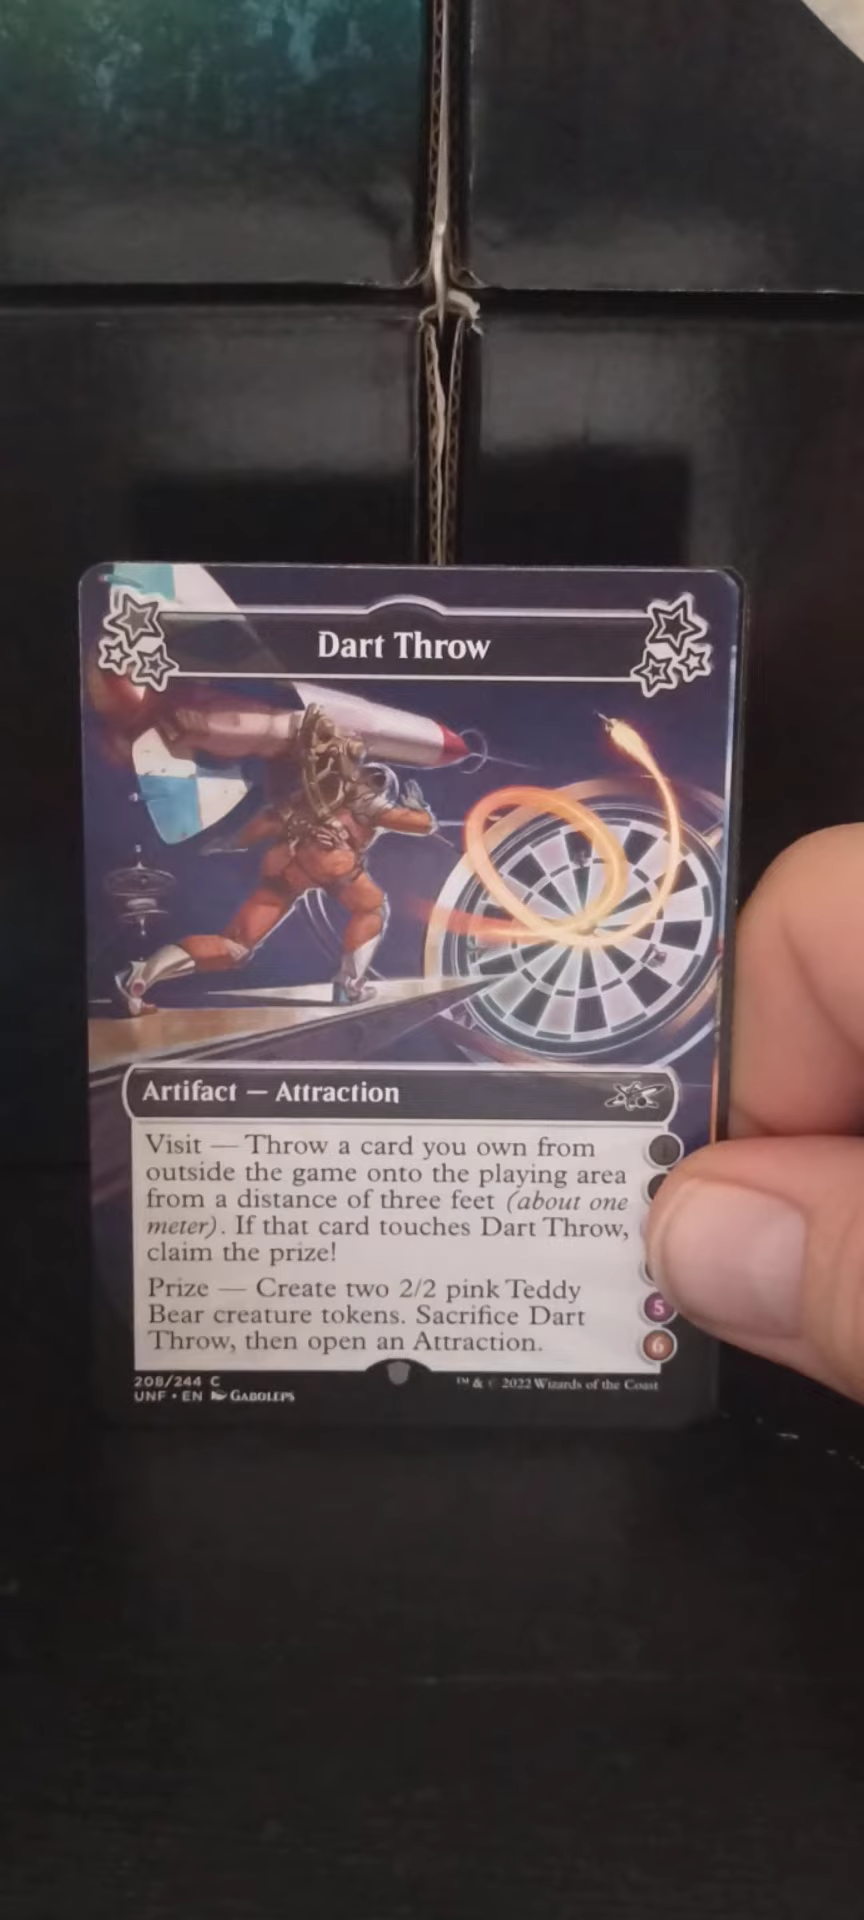 Dart Throw
Artifact — Attraction
Visit — Throw a card you own from
outside the game onto the playing area
from a distance of three feet (about one
meter). If that card touches Dart Throw,
claim the prize!
Prize — Create two 2/2 pink Teddy
Bear creature tokens. Sacrifice Dart
Throw, then open an Attraction.
5
6
208/244 C
UNF • EN GABOLEPS
™ & © 2022 Wizards of the Coast